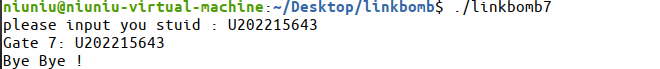 niuniu@niuniu-virtual-machine:~/Desktop/linkbomb$ ./linkbomb7
please input you stuid : U202215643
Gate 7: U202215643
Bye Bye !